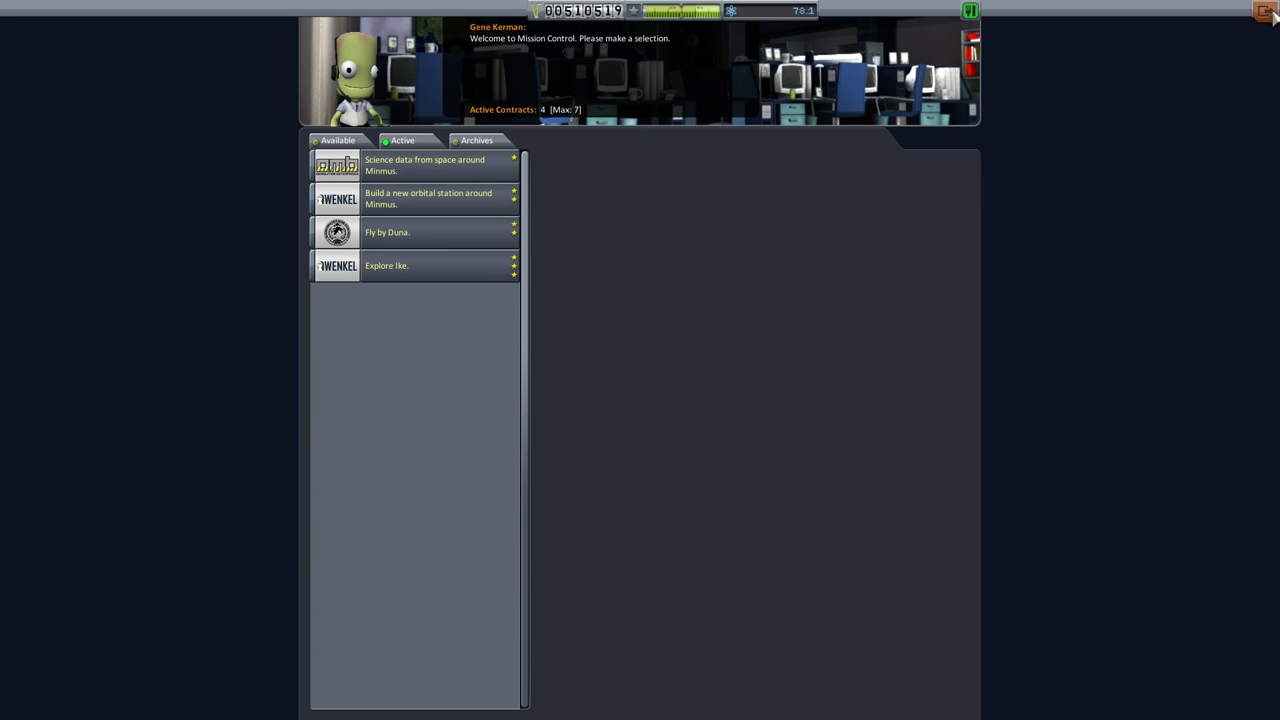 00510519
78.1
Gene Kerman:
Welcome to Mission Control. Please make a selection.
Active Contracts: 4 [Max: 7]
Available
Active
Archives
Science data from space around
Minmus.
WENKEL
Build a new orbital station around
Minmus.
Fly by Duna.
WENKEL
Explore Ike.